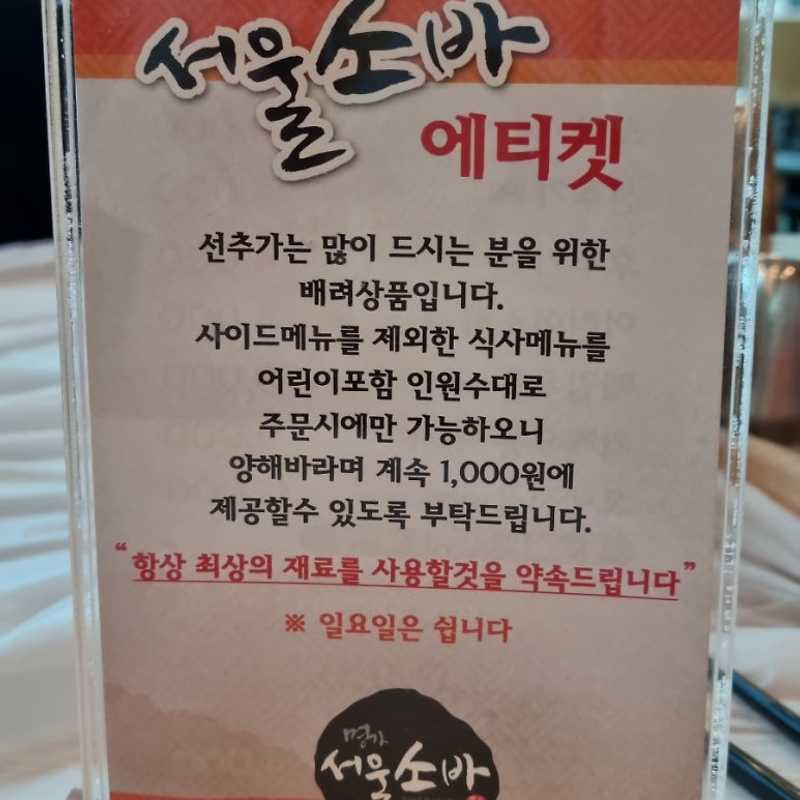 서울소바
에티켓
선추가는 많이 드시는 분을 위한
배려상품입니다.
사이드메뉴를 제외한 식사메뉴를
어린이포함 인원수대로
주문시에만 가능하오니
양해바라며 계속 1,000원에
제공할수 있도록 부탁드립니다.
“항상 최상의 재료를 사용할것을 약속드립니다”
※ 일요일은 쉽니다
명가
서울소바